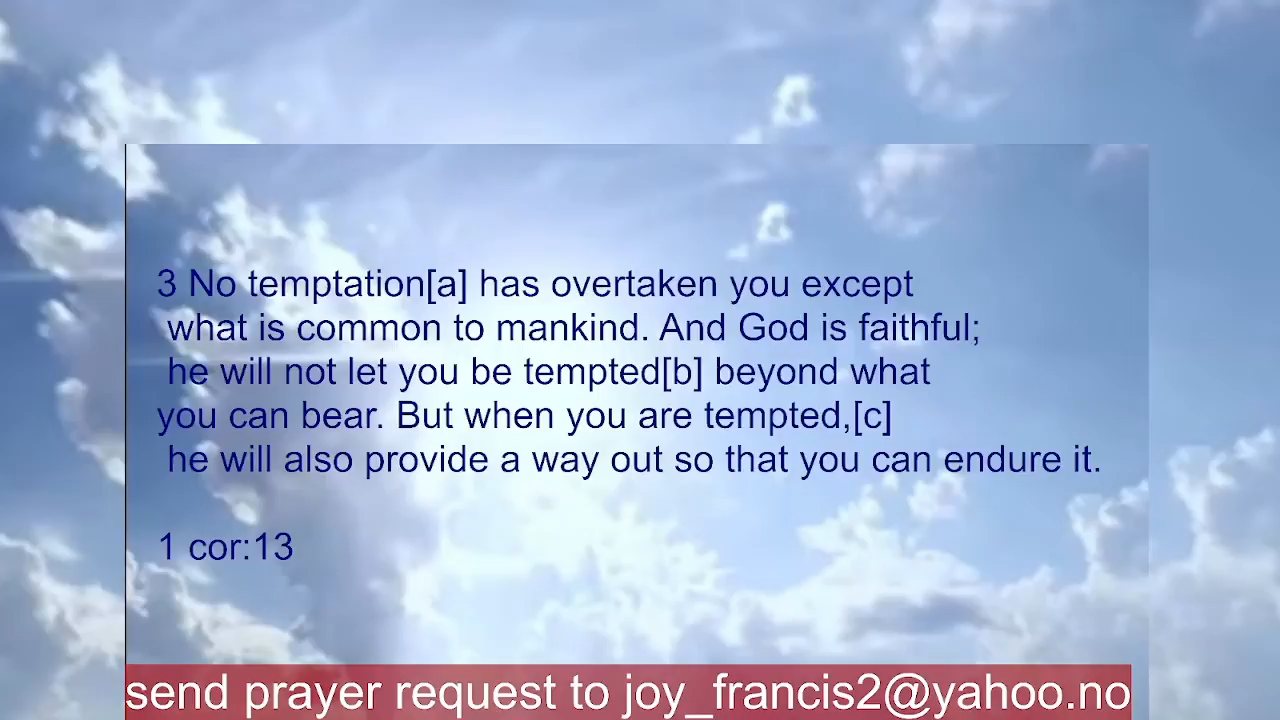 3 No temptation[a] has overtaken you except
what is common to mankind. And God is faithful;
he will not let you be tempted[b] beyond what
you can bear. But when you are tempted,[c]
he will also provide a way out so that you can endure it.
1 cor:13
send prayer request to joy_francis2@yahoo.no